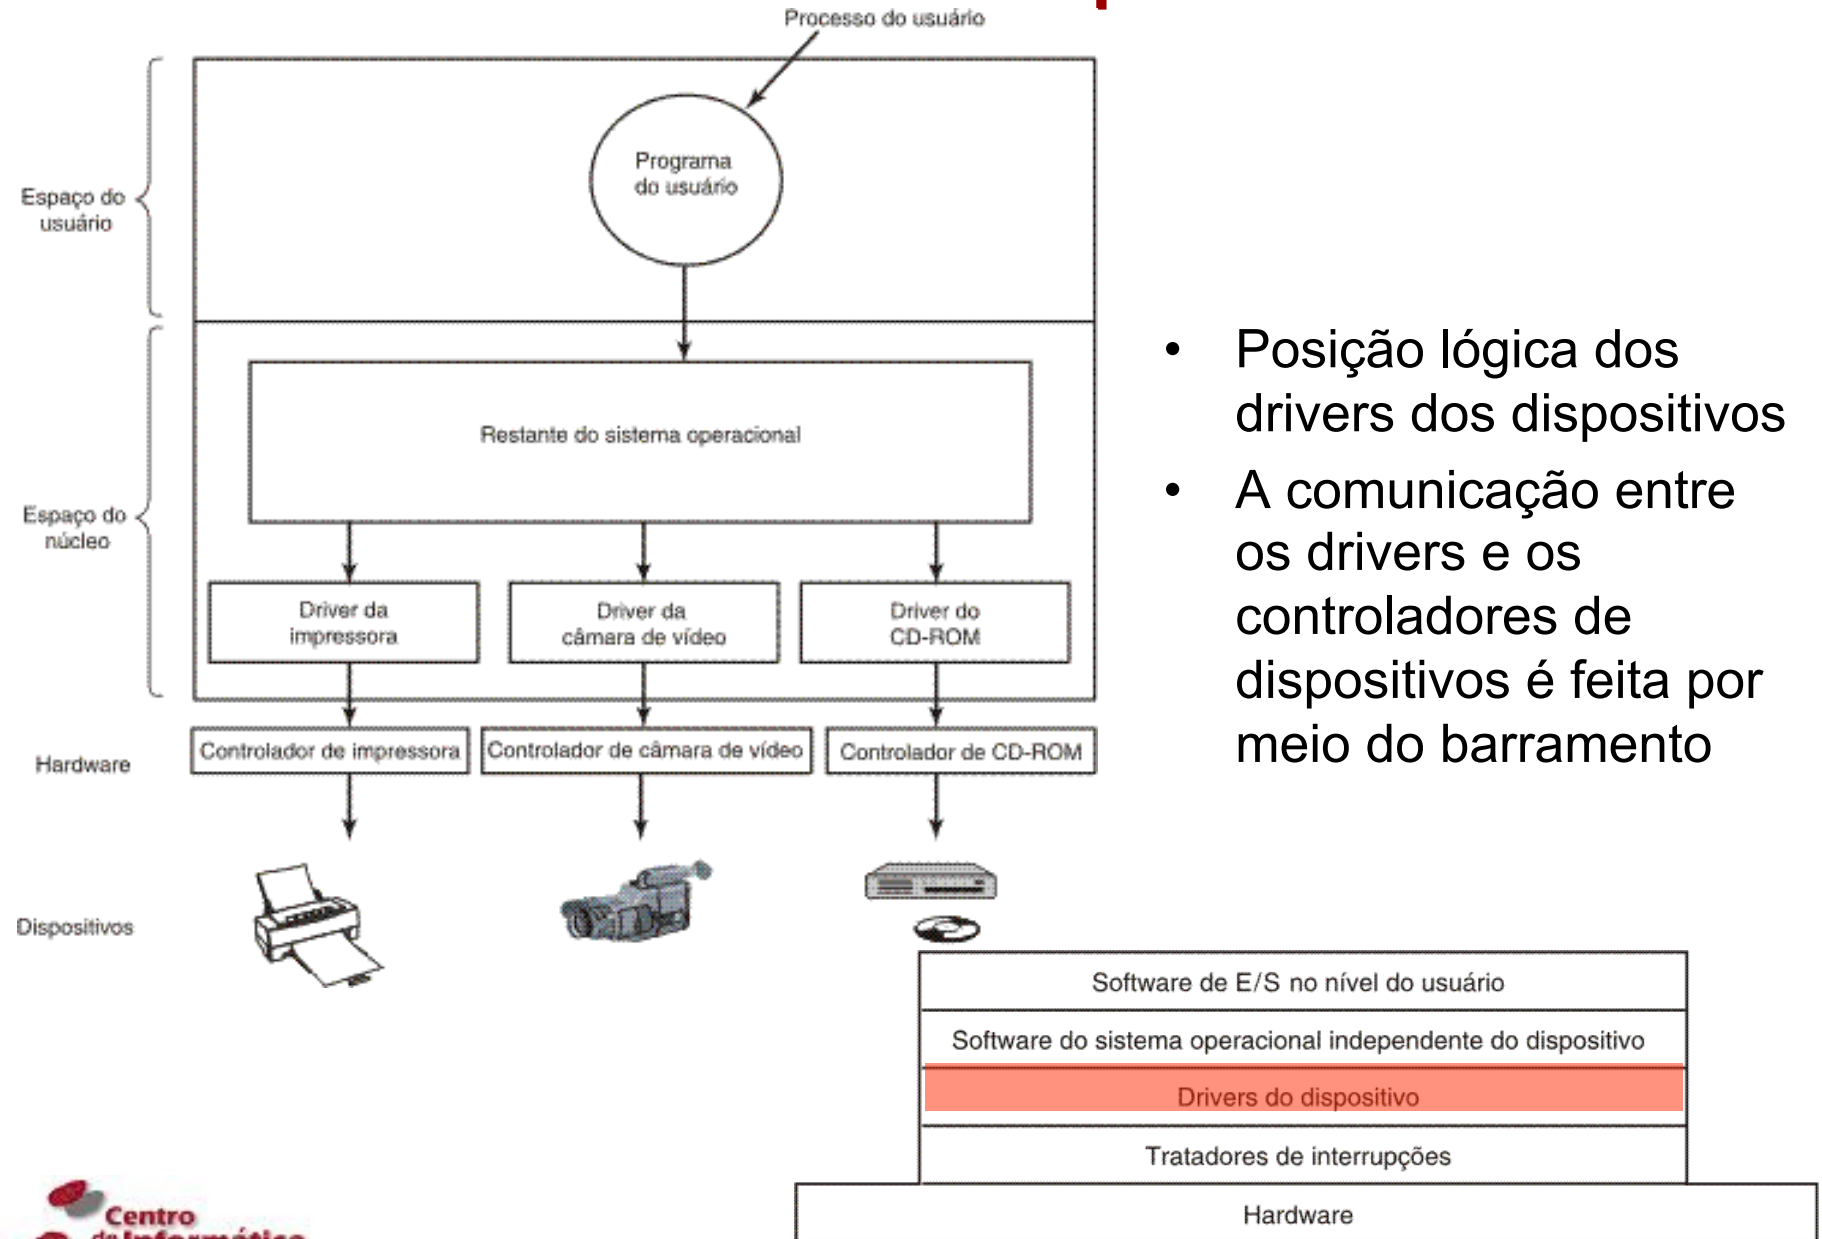 Processo do usuário
Programa
do usuário
Espaço do
usuário
Restante do sistema operacional
Espaço do
núcleo
Driver da
impressora
Driver da
câmara de vídeo
Driver do
CD-ROM
Hardware
Controlador de impressora
Controlador de câmara de vídeo
Controlador de CD-ROM
Dispositivos
• Posição lógica dos
drivers dos dispositivos
• A comunicação entre
os drivers e os
controladores de
dispositivos é feita por
meio do barramento
Software de E/S no nível do usuário
Software do sistema operacional independente do dispositivo
Drivers do dispositivo
Tratadores de interrupções
Hardware
Centro
de Informática